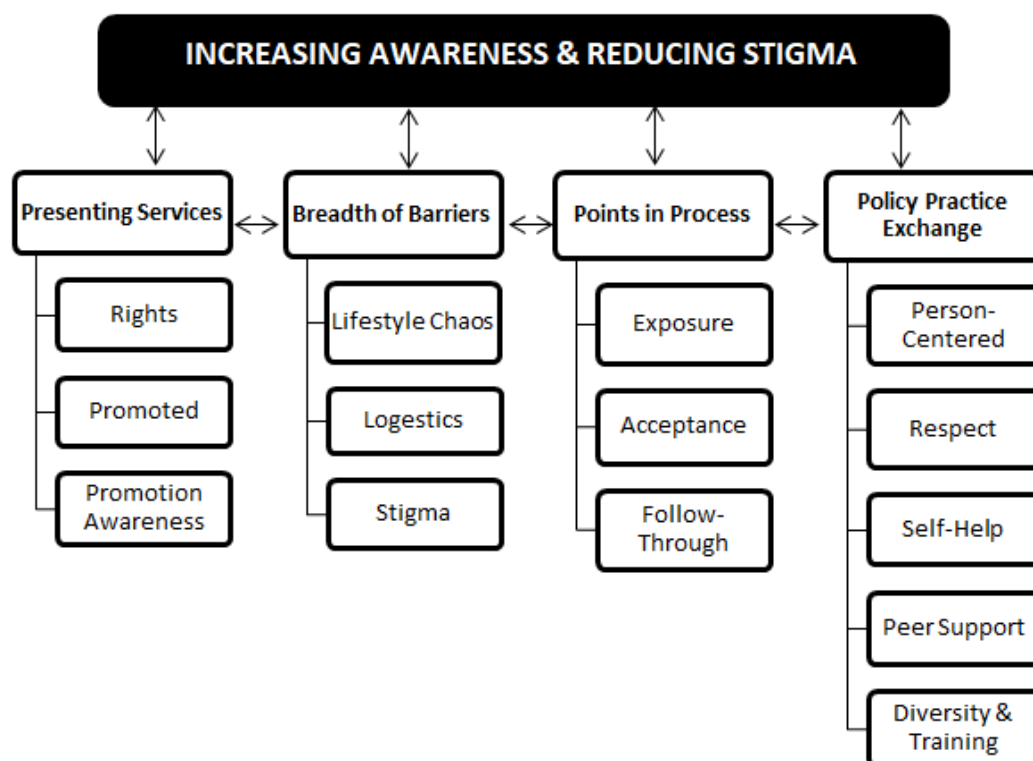 INCREASING AWARENESS & REDUCING STIGMA
Presenting Services
Rights
Promoted
Promotion
Awareness
Breadth of Barriers
Lifestyle Chaos
Logestics
Stigma
Points in Process
Exposure
Acceptance
Follow-
Through
Policy Practice
Exchange
Person-
Centered
Respect
Self-Help
Peer Support
Diversity &
Training